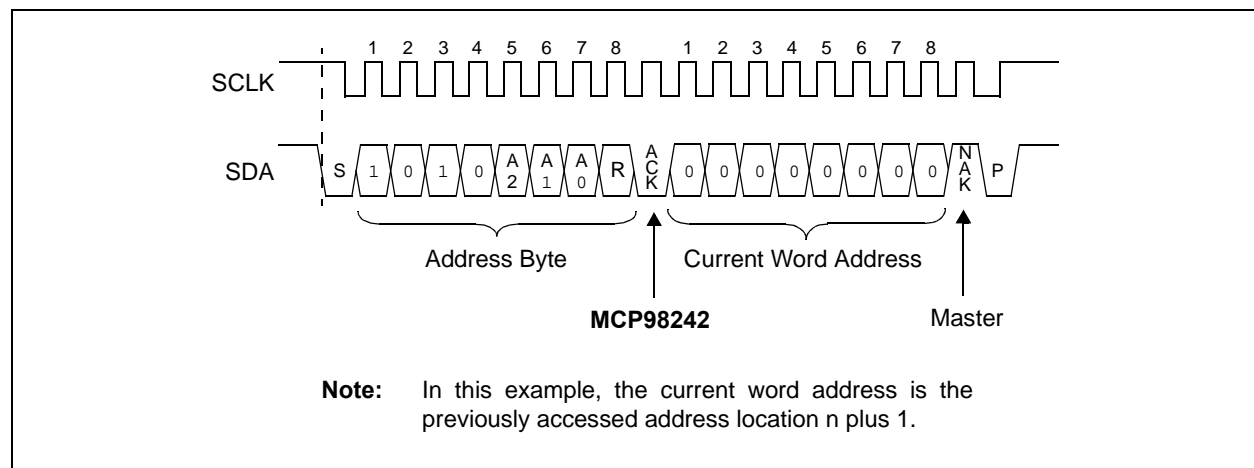 1 2 3 4 5 6 7 8 1 2 3 4 5 6 7 8
SCLK
SDA S 1 0 1 0 A2 A1 A0 R ACK 0 0 0 0 0 0 0 0 NAK P
Address Byte Current Word Address
MCP98242 Master
Note: In this example, the current word address is the
previously accessed address location n plus 1.